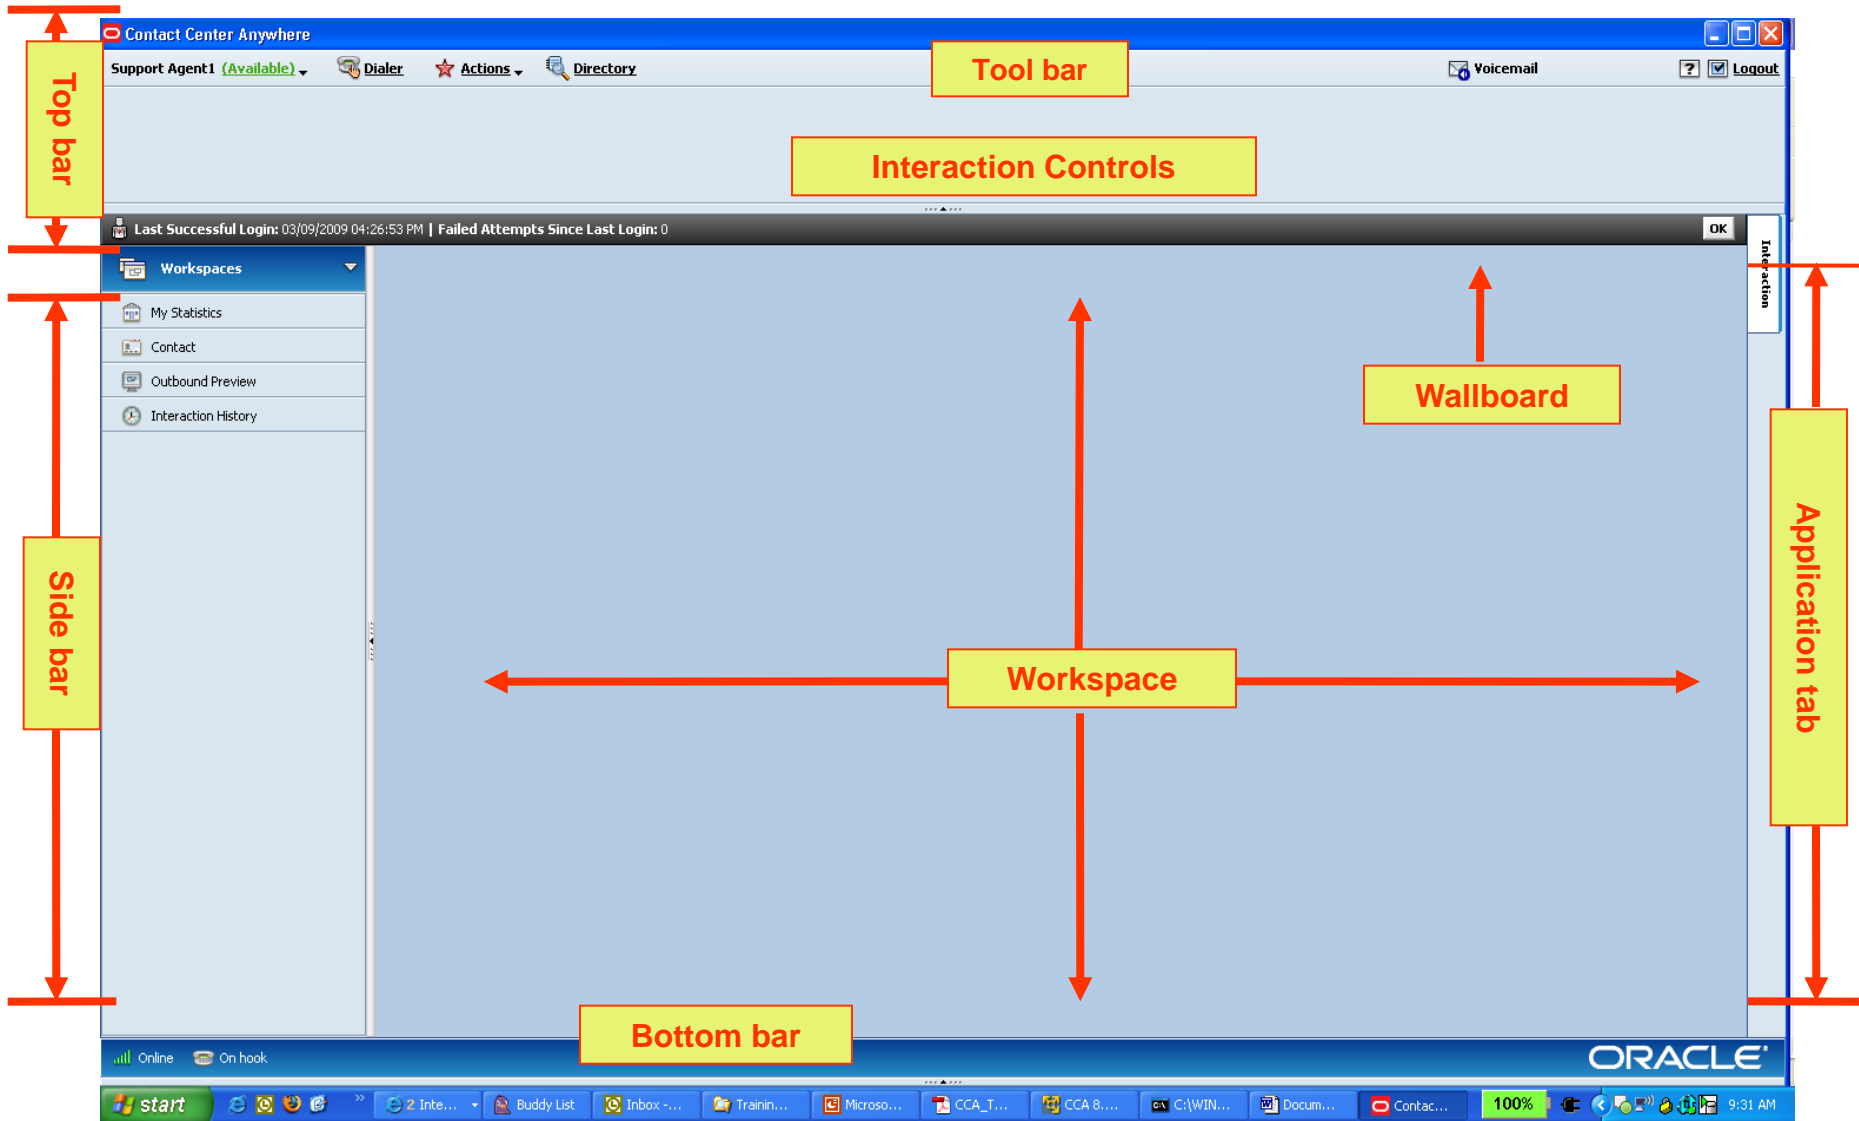 Contact Center Anywhere
Support Agent1 (Available) Dialer Actions Directory Tool bar Voicemail ? Logout
Top bar
Interaction Controls
Last Successful Login: 03/09/2009 04:26:53 PM | Failed Attempts Since Last Login: 0 OK
Interaction
Workspaces
My Statistics
Contact
Outbound Preview
Interaction History
Wallboard
Application tab
Side bar
Workspace
Bottom bar
Online On hook ORACLE
start 2 Inte... Buddy List Inbox -... Trainin... Microso... CCA_T... CCA 8.... C:\WIN... Docum... Contac... 100% 9:31 AM